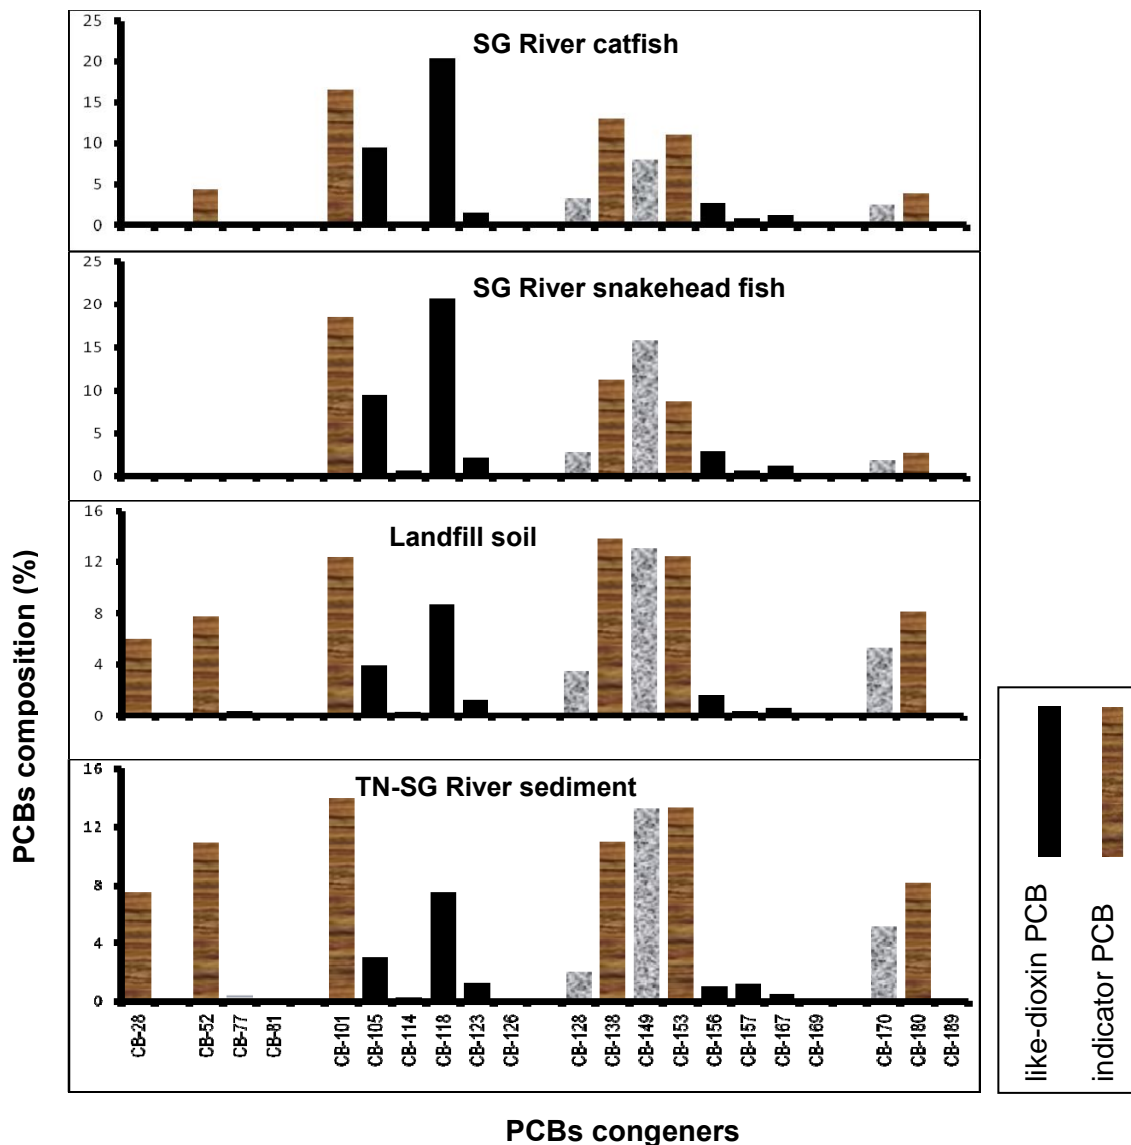 PCBs composition (%)
SG River catfish
25
20
15
10
5
0
SG River snakehead fish
25
20
15
10
5
0
Landfill soil
16
12
8
4
0
TN-SG River sediment
16
12
8
4
0
CB-28
CB-52
CB-77
CB-81
CB-101
CB-105
CB-114
CB-118
CB-123
CB-126
CB-128
CB-138
CB-149
CB-153
CB-156
CB-157
CB-167
CB-169
CB-170
CB-180
CB-189
PCBs congeners
like-dioxin PCB
indicator PCB